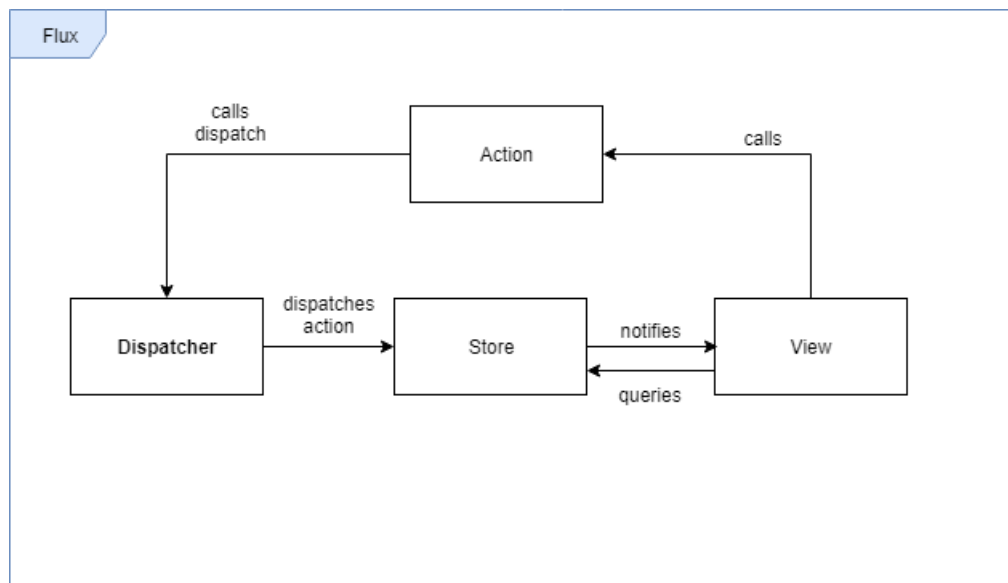 Flux
calls
dispatch
Action
calls
Dispatcher
dispatches
action
Store
notifies
queries
View